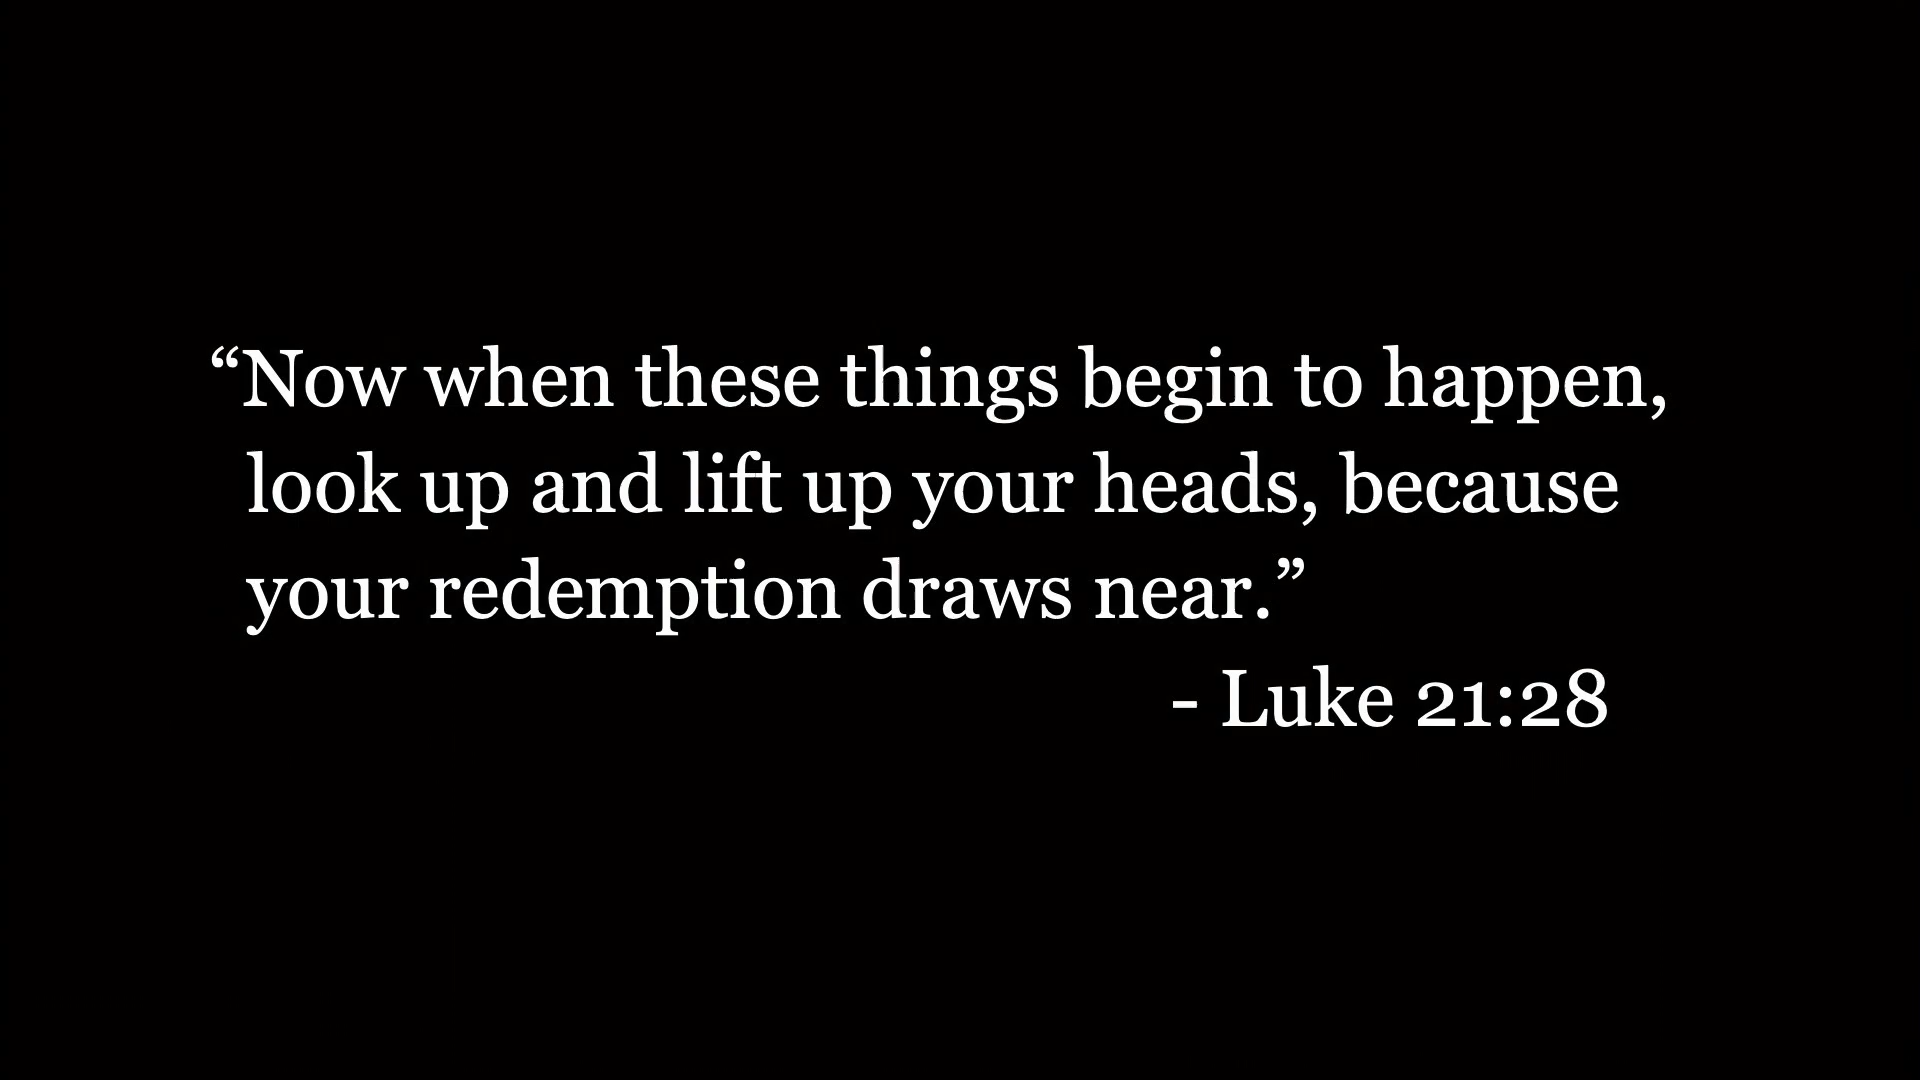 “Now when these things begin to happen,
look up and lift up your heads, because
your redemption draws near.”
- Luke 21:28